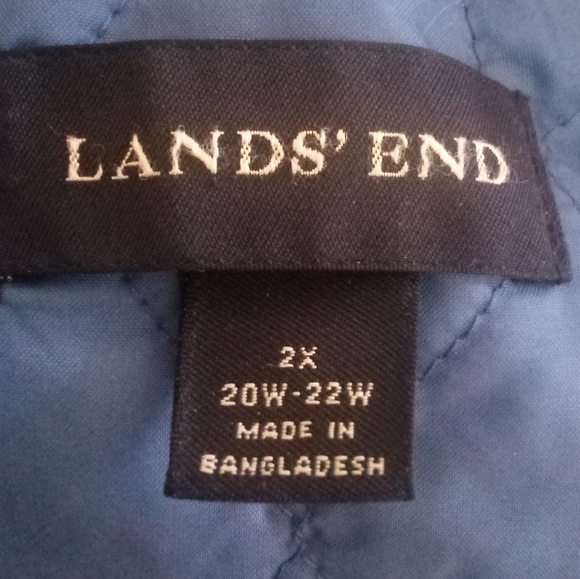 LANDS' END
2X
20W-22W
MADE IN
BANGLADESH